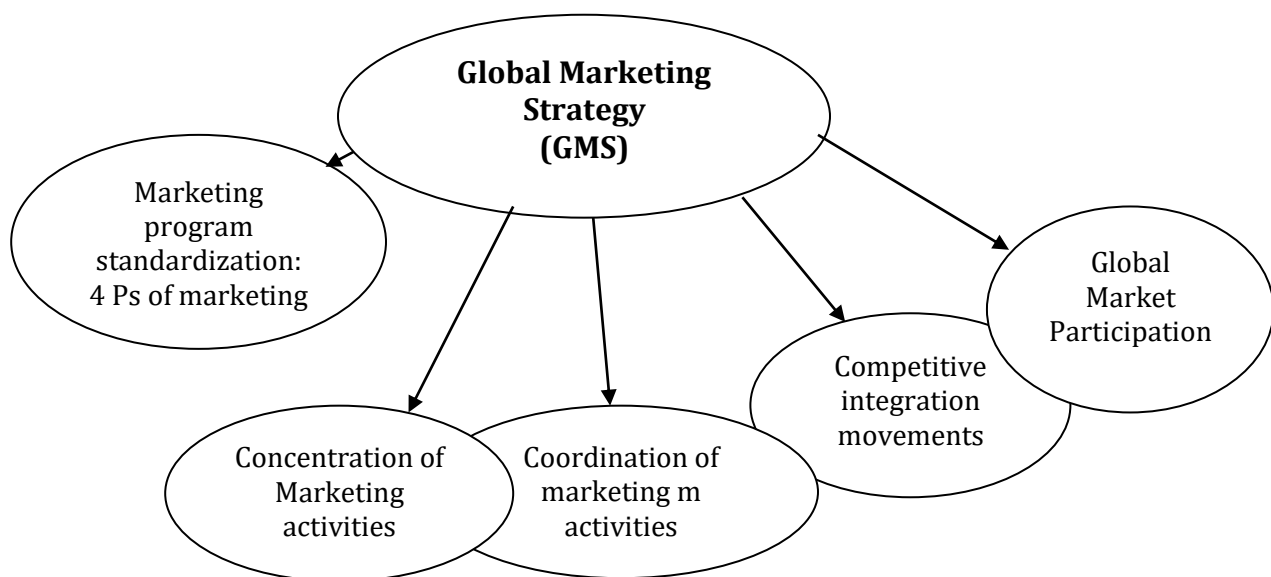 Global Marketing
Strategy
(GMS)
Marketing
program
standardization:
4 Ps of marketing
Concentration of
Marketing
activities
Coordination of
marketing m
activities
Competitive
integration
movements
Global
Market
Participation